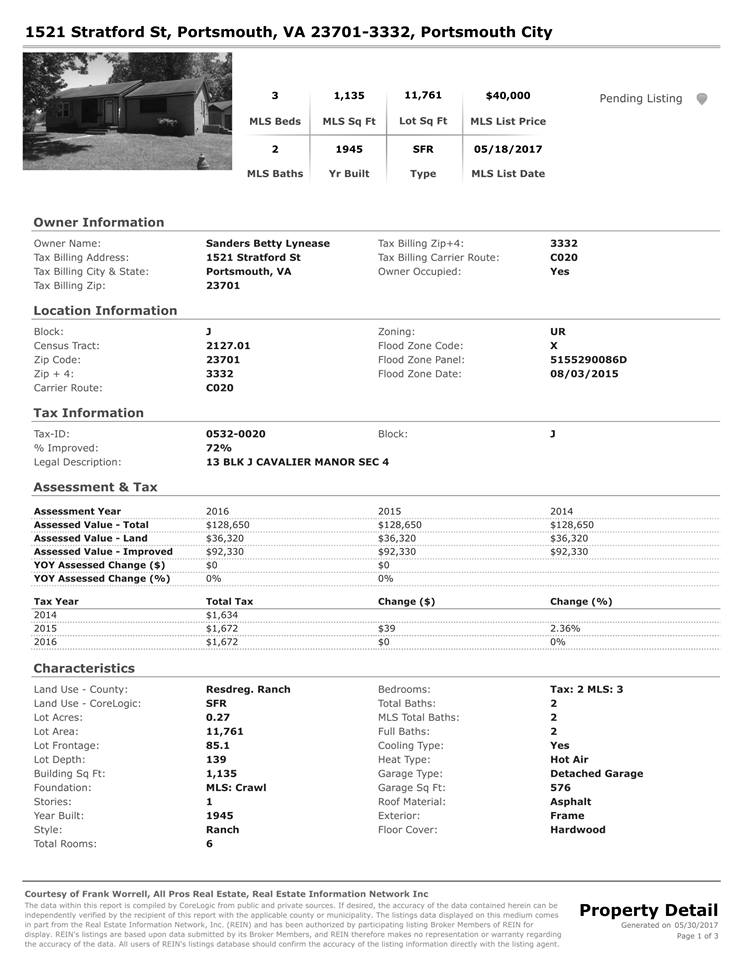 1521 Stratford St, Portsmouth, VA 23701-3332, Portsmouth City
3 1,135 11,761 $40,000 Pending Listing
MLS Beds MLS Sq Ft Lot Sq Ft MLS List Price
2 1945 SFR 05/18/2017
MLS Baths Yr Built Type MLS List Date
Owner Information
Owner Name: Sanders Betty Lynease Tax Billing Zip+4: 3332
Tax Billing Address: 1521 Stratford St Tax Billing Carrier Route: C020
Tax Billing City & State: Portsmouth, VA Owner Occupied: Yes
Tax Billing Zip: 23701
Location Information
Block: J Zoning: UR
Census Tract: 2127.01 Flood Zone Code: X
Zip Code: 23701 Flood Zone Panel: 5155290086D
Zip + 4: 3332 Flood Zone Date: 08/03/2015
Carrier Route: C020
Tax Information
Tax-ID: 0532-0020 Block: J
% Improved: 72%
Legal Description: 13 BLK J CAVALIER MANOR SEC 4
Assessment & Tax
Assessment Year 2016 2015 2014
Assessed Value - Total $128,650 $128,650 $128,650
Assessed Value - Land $36,320 $36,320 $36,320
Assessed Value - Improved $92,330 $92,330 $92,330
YOY Assessed Change ($) $0 $0
YOY Assessed Change (%) 0% 0%
Tax Year Total Tax Change ($) Change (%)
2014 $1,634
2015 $1,672 $39 2.36%
2016 $1,672 $0 0%
Characteristics
Land Use - County: Resdreg. Ranch Bedrooms: Tax: 2 MLS: 3
Land Use - CoreLogic: SFR Total Baths: 2
Lot Acres: 0.27 MLS Total Baths: 2
Lot Area: 11,761 Full Baths: 2
Lot Frontage: 85.1 Cooling Type: Yes
Lot Depth: 139 Heat Type: Hot Air
Building Sq Ft: 1,135 Garage Type: Detached Garage
Foundation: MLS: Crawl Garage Sq Ft: 576
Stories: 1 Roof Material: Asphalt
Year Built: 1945 Exterior: Frame
Style: Ranch Floor Cover: Hardwood
Total Rooms: 6
Courtesy of Frank Worrell, All Pros Real Estate, Real Estate Information Network Inc
The data within this report is compiled by CoreLogic from public and private sources. If desired, the accuracy of the data contained herein can be
independently verified by the recipient of this report with the applicable county or municipality. The listings data displayed on this medium comes
in part from the Real Estate Information Network, Inc. (REIN) and has been authorized by participating listing Broker Members of REIN for
display. REIN's listings are based upon data submitted by its Broker Members, and REIN therefore makes no representation or warranty regarding
the accuracy of the data. All users of REIN's listings database should confirm the accuracy of the listing information directly with the listing agent.
Property Detail
Generated on 05/30/2017
Page 1 of 3